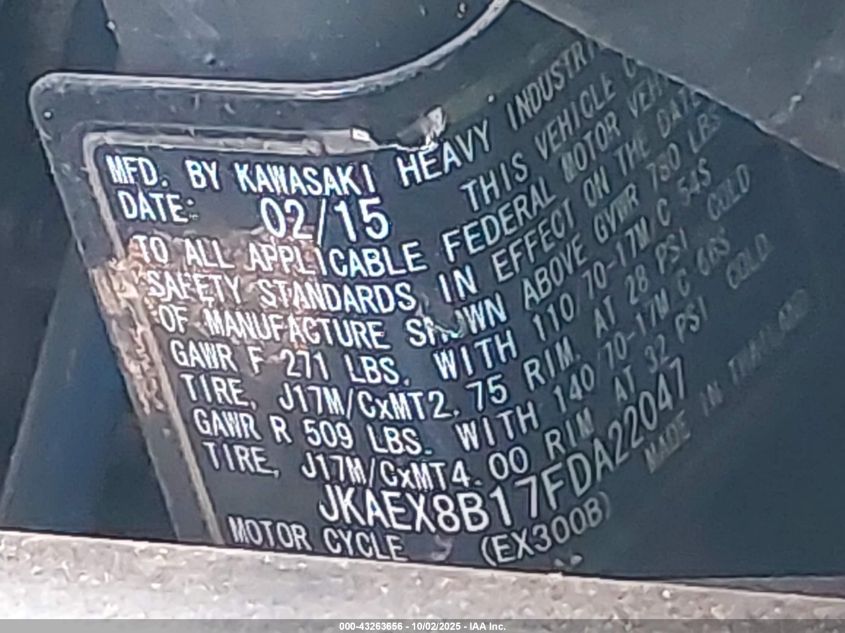 MFD. BY KAWASAKI HEAVY INDUSTRI
DATE: 02/15 THIS VEHICLE C
TO ALL APPLICABLE FEDERAL MOTOR VEH
SAFETY STANDARDS IN EFFECT ON THE DATE
OF MANUFACTURE SHOWN ABOVE GVWR 780 LBS
GAWR F 271 LBS. WITH 110/70-17M C 54S
TIRE, J17M/CxMT2.75 RIM. AT 28 PSI COLD
GAWR R 509 LBS. WITH 140/70-17M C 66S
TIRE, J17M/CxMT4.00 RIM AT 32 PSI COLD
JKAEX8B17FDA22047 MADE IN THAILAND
MOTOR CYCLE (EX300B)
000-43263656 - 10/02/2025 - IAA Inc.